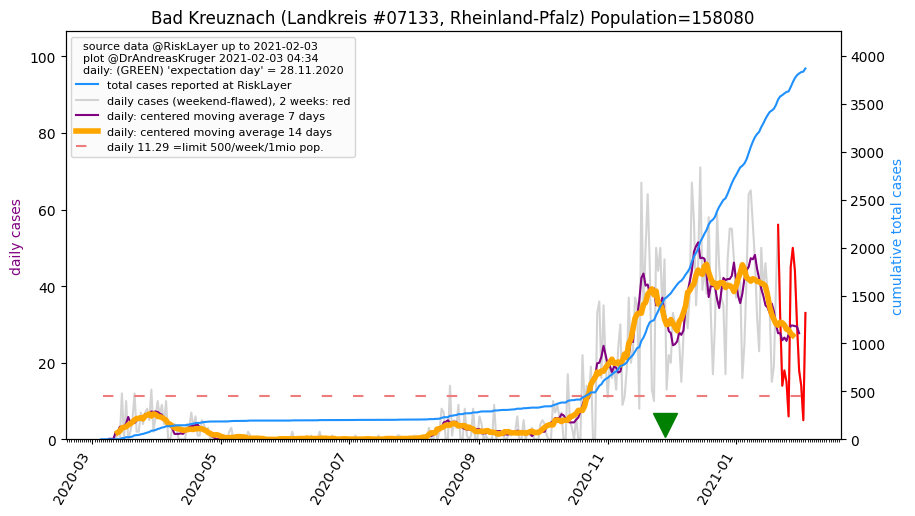 Bad Kreuznach (Landkreis #07133, Rheinland-Pfalz) Population=158080
source data @RiskLayer up to 2021-02-03
plot @DrAndreasKruger 2021-02-03 04:34
daily: (GREEN) 'expectation day' = 28.11.2020
total cases reported at RiskLayer
daily cases (weekend-flawed), 2 weeks: red
daily: centered moving average 7 days
daily: centered moving average 14 days
daily 11.29 =limit 500/week/1mio pop.
daily cases
100
80
60
40
20
0
cumulative total cases
4000
3500
3000
2500
2000
1500
1000
500
0
2020-03
2020-05
2020-07
2020-09
2020-11
2021-01